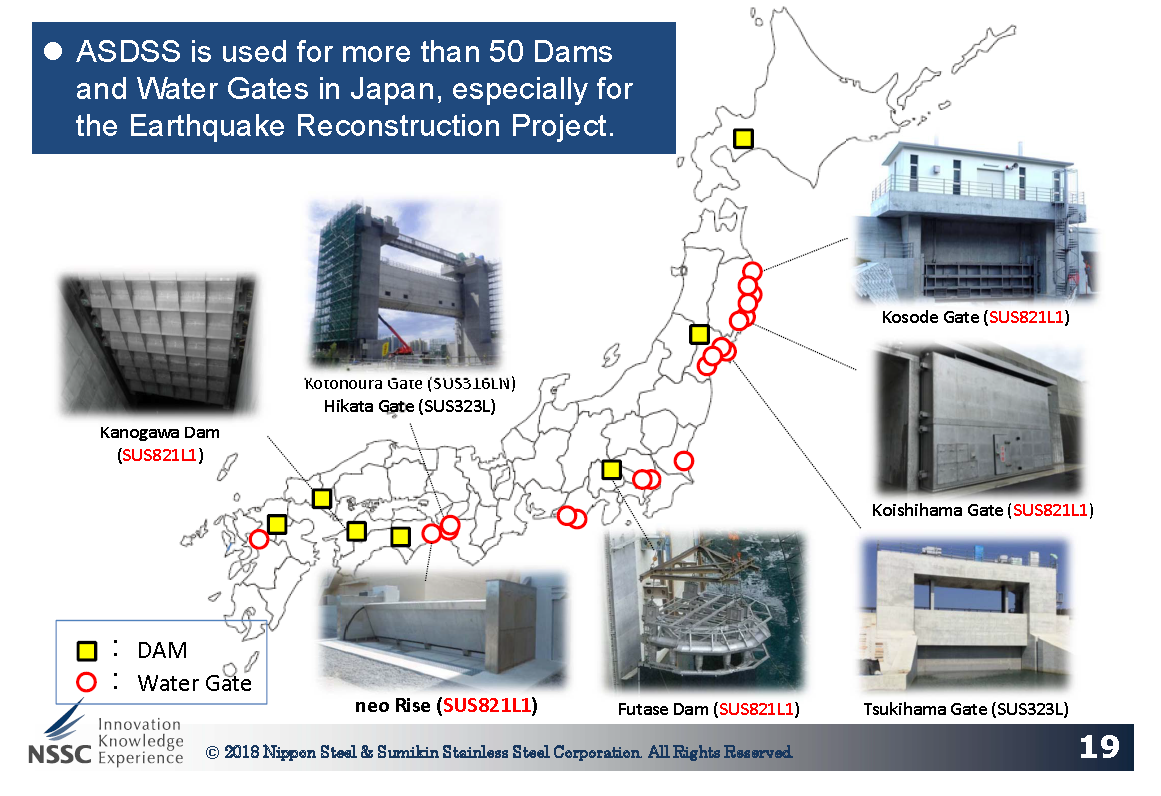 ● ASDSS is used for more than 50 Dams
and Water Gates in Japan, especially for
the Earthquake Reconstruction Project.
Kosode Gate (SUS821L1)
Kotonoura Gate (SUS316LN)
Hikata Gate (SUS323L)
Kanogawa Dam
(SUS821L1)
Koishihama Gate (SUS821L1)
: DAM
: Water Gate
neo Rise (SUS821L1)
Futase Dam (SUS821L1)
Tsukihama Gate (SUS323L)
NSSC
Innovation
Knowledge
Experience
© 2018 Nippon Steel & Sumikin Stainless Steel Corporation. All Rights Reserved
19